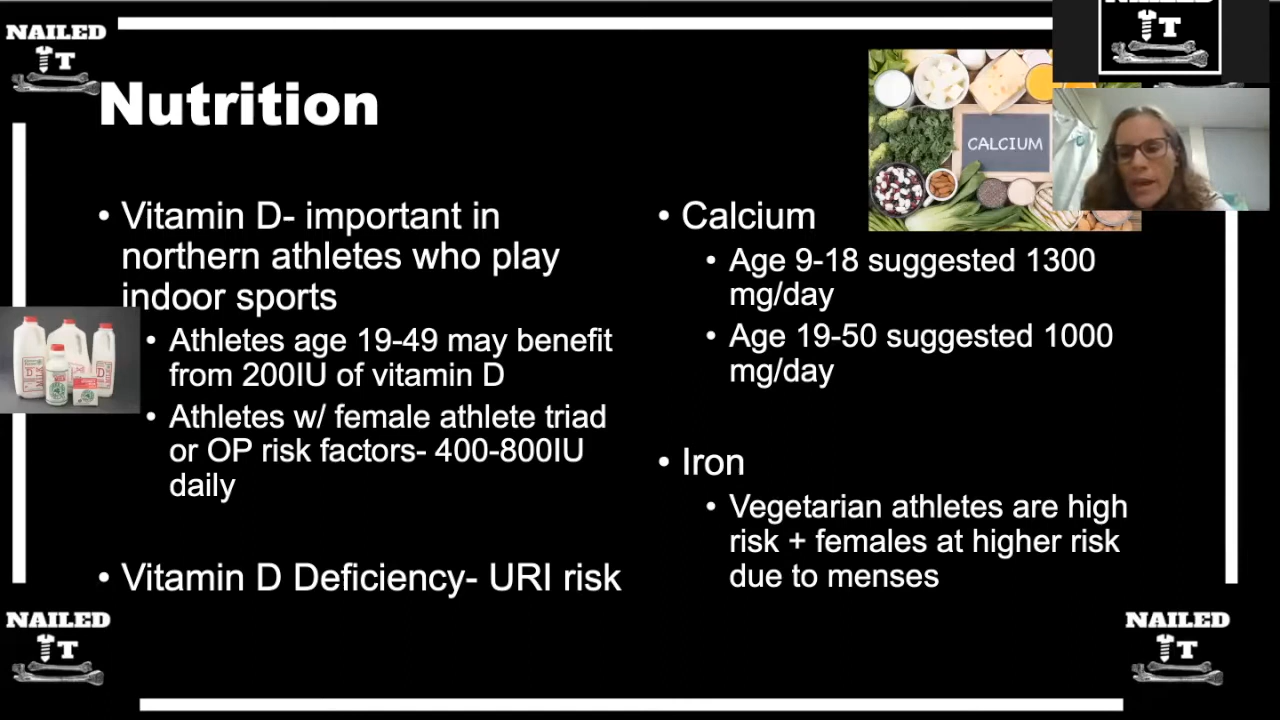 NAILED
IT
NAILED
IT
Nutrition
CALCIUM
• Vitamin D- important in
northern athletes who play
indoor sports
• Athletes age 19-49 may benefit
from 200IU of vitamin D
• Athletes w/ female athlete triad
or OP risk factors- 400-800IU
daily
• Vitamin D Deficiency- URI risk
• Calcium
• Age 9-18 suggested 1300
mg/day
• Age 19-50 suggested 1000
mg/day
• Iron
• Vegetarian athletes are high
risk + females at higher risk
due to menses
D
MILK
NAILED
IT
NAILED
IT